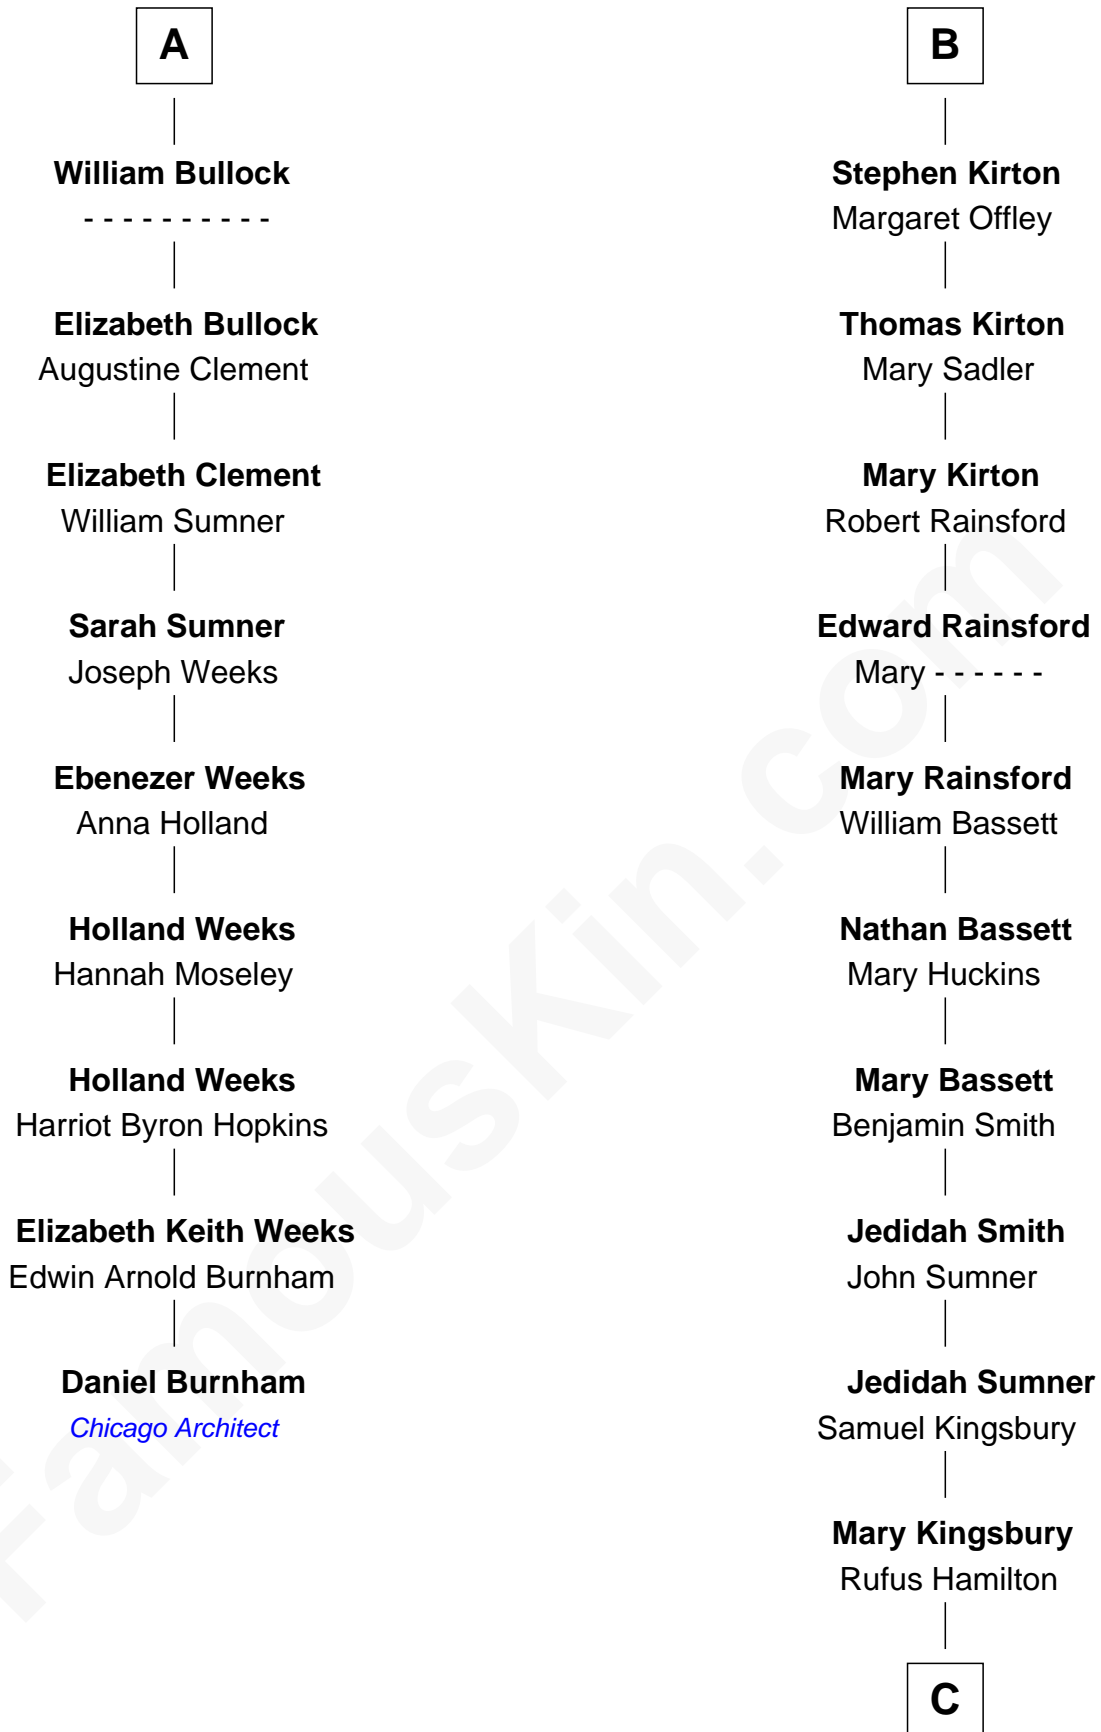 A
William Bullock
- - - - - - - - - -
Elizabeth Bullock
Augustine Clement
Elizabeth Clement
William Sumner
Sarah Sumner
Joseph Weeks
Ebenezer Weeks
Anna Holland
Holland Weeks
Hannah Moseley
Holland Weeks
Harriot Byron Hopkins
Elizabeth Keith Weeks
Edwin Arnold Burnham
Daniel Burnham
Chicago Architect
B
Stephen Kirton
Margaret Offley
Thomas Kirton
Mary Sadler
Mary Kirton
Robert Rainsford
Edward Rainsford
Mary - - - - - -
Mary Rainsford
William Bassett
Nathan Bassett
Mary Huckins
Mary Bassett
Benjamin Smith
Jedidah Smith
John Sumner
Jedidah Sumner
Samuel Kingsbury
Mary Kingsbury
Rufus Hamilton
C
FamousKin.com